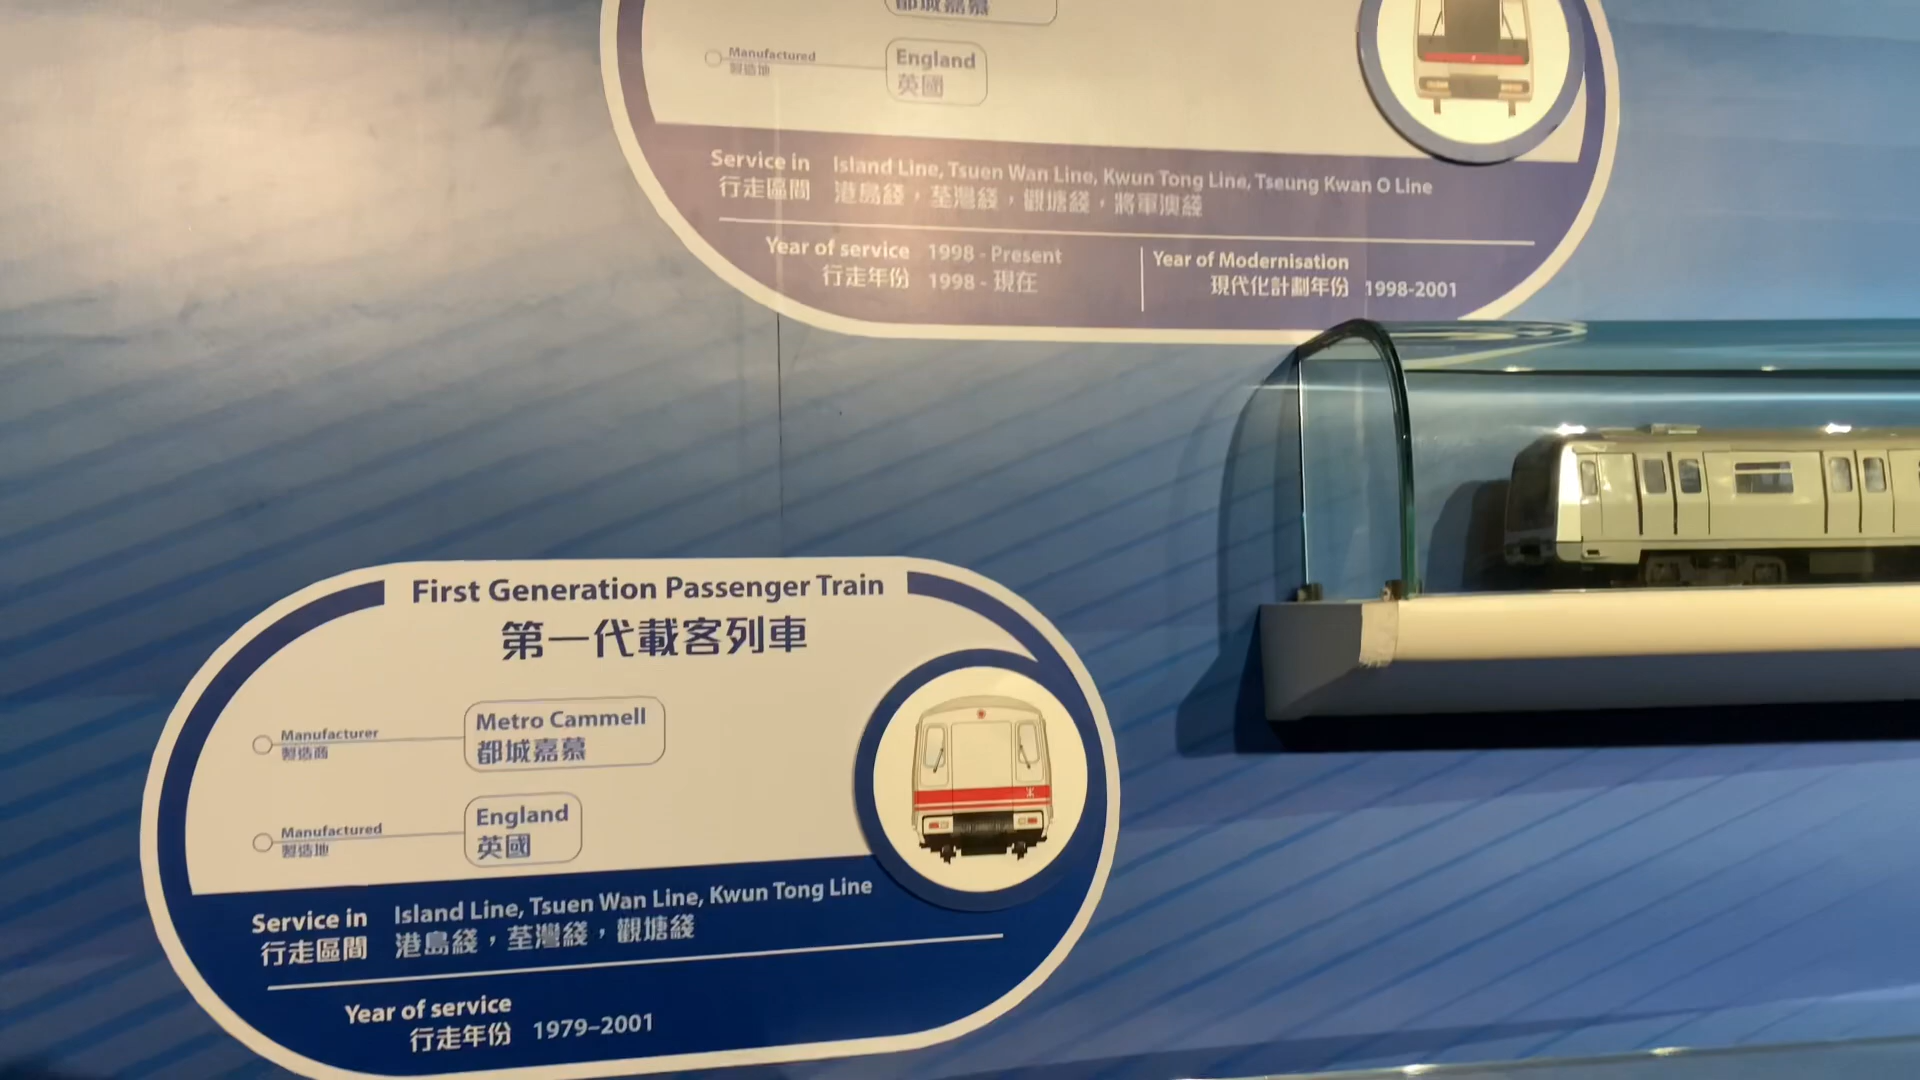 都城嘉慕
Manufactured
製造地
England
英國
Service in
行走區間
Island Line, Tsuen Wan Line, Kwun Tong Line, Tseung Kwan O Line
港島綫，荃灣綫，觀塘綫，將軍澳綫
Year of service
行走年份
1998 - Present
1998 - 現在
Year of Modernisation
現代化計劃年份
1998-2001
First Generation Passenger Train
第一代載客列車
Manufacturer
製造商
Metro Cammell
都城嘉慕
Manufactured
製造地
England
英國
Service in
行走區間
Island Line, Tsuen Wan Line, Kwun Tong Line
港島綫，荃灣綫，觀塘綫
Year of service
行走年份
1979–2001